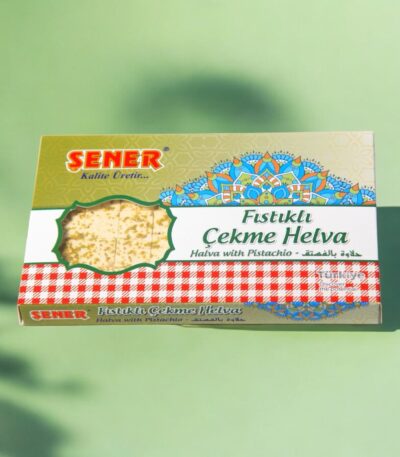 ŞENER®
Kalite Üretir...
Fıstıklı
Çekme Helva
Halva with Pistachio - حلاوة بالفستق
Türkiye
ŞENER Fıstıklı Çekme Helva
Halva with Pistachio - حلاوة بالفستق